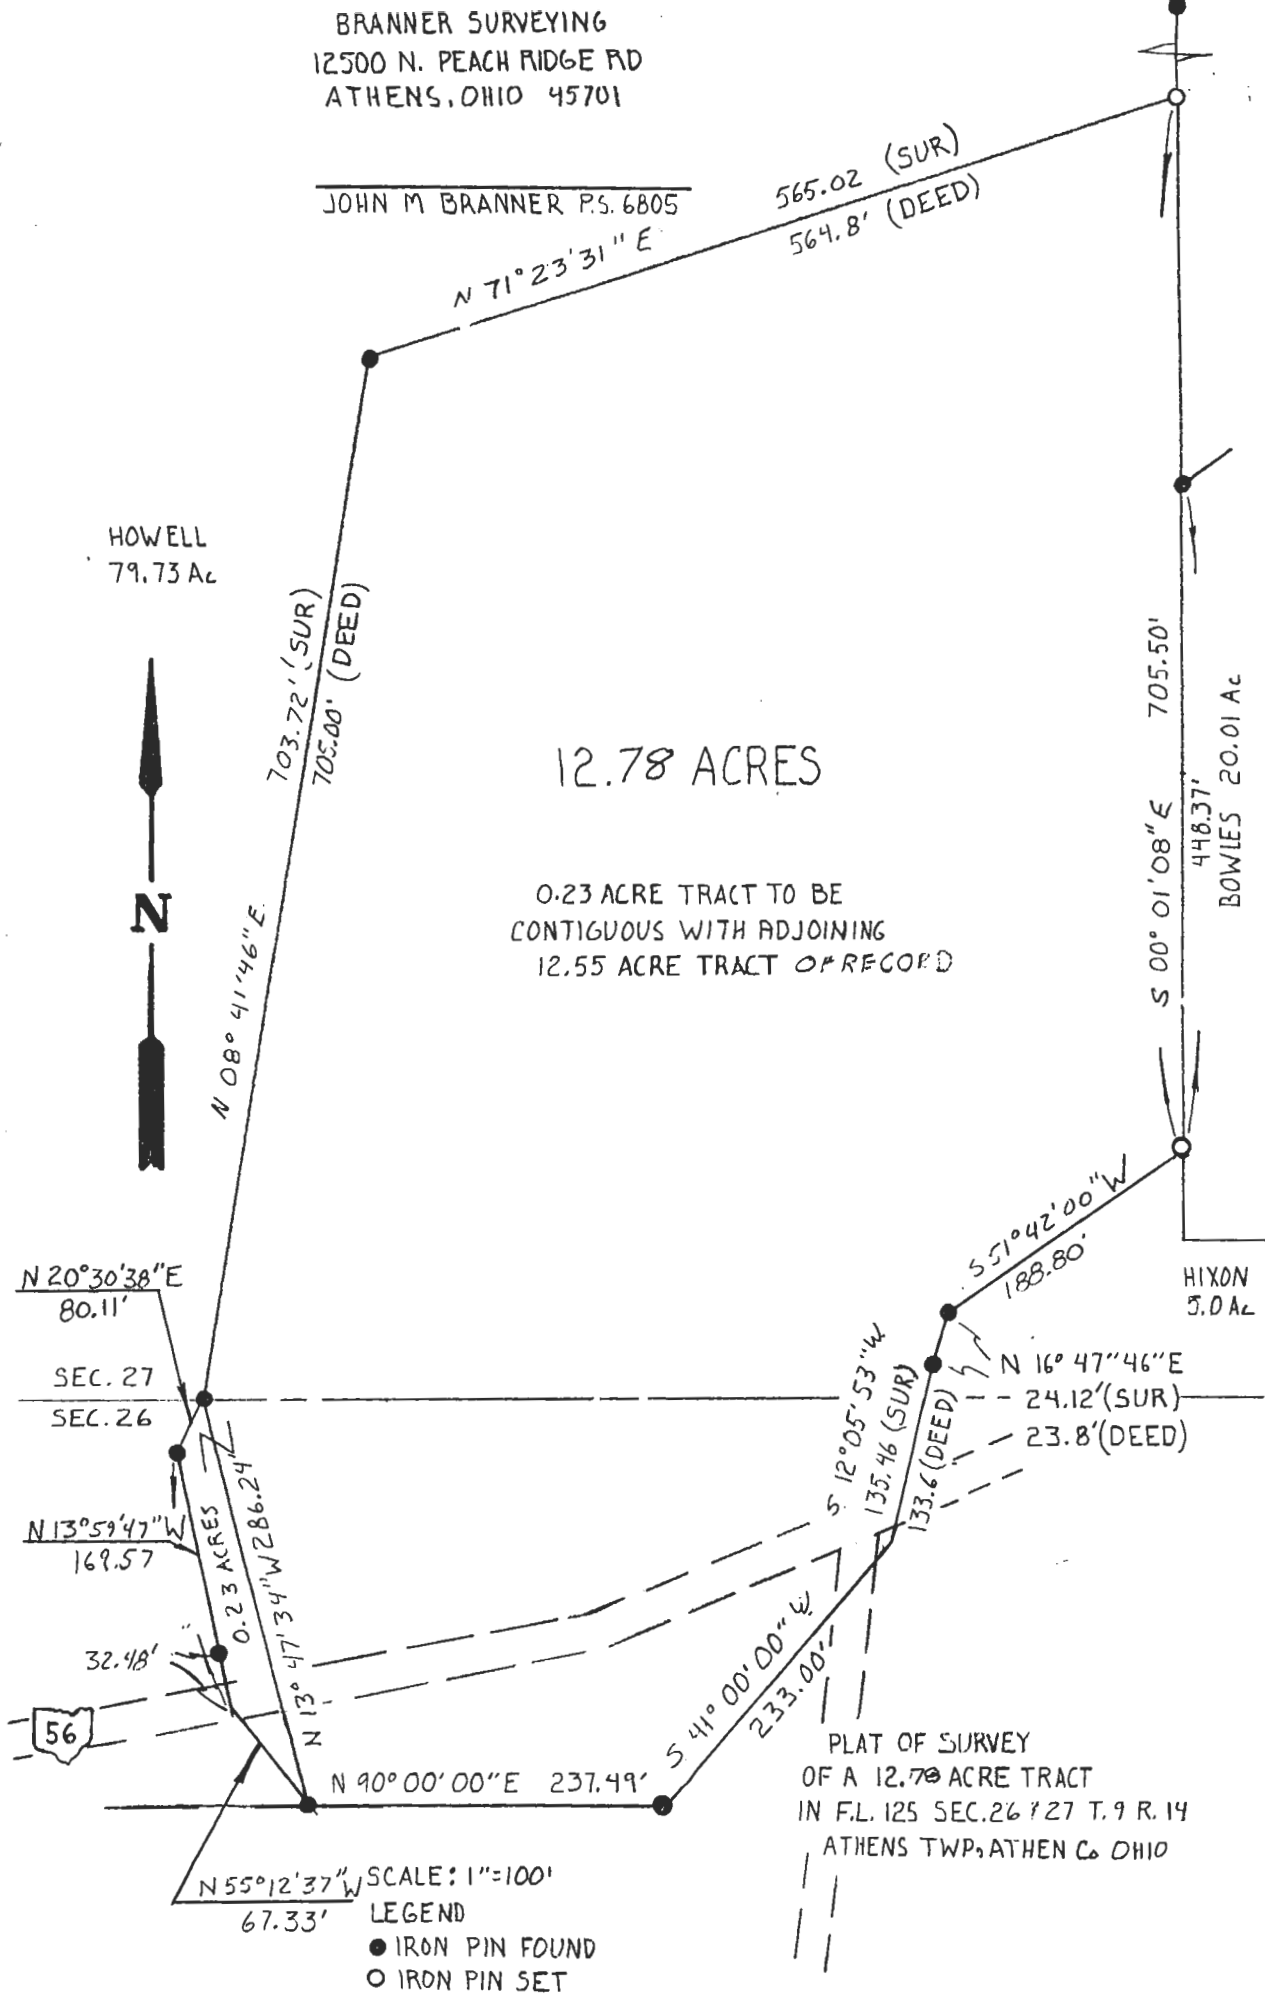 BRANNER SURVEYING
12500 N. PEACH RIDGE RD
ATHENS, OHIO 45701
JOHN M BRANNER P.S. 6805
565.02 (SUR)
564.8' (DEED)
N 71° 23' 31" E
HOWELL
79.73 Ac
703.72' (SUR)
705.00' (DEED)
N 08° 41' 46" E
N
12.78 ACRES
0.23 ACRE TRACT TO BE
CONTIGUOUS WITH ADJOINING
12.55 ACRE TRACT OF RECORD
S 00° 01' 08" E 705.50'
448.37'
BOWLES 20.01 Ac
S 51° 42' 00" W
188.80'
HIXON
5.0 Ac
N 20° 30' 38" E
80.11'
SEC. 27
SEC. 26
N 16° 47" 46" E
24.12' (SUR)
23.8' (DEED)
S 12° 05' 53" W
135.46 (SUR)
133.6 (DEED)
N 13° 59' 47" W
169.57
0.23 ACRES
N 13° 47' 34" W 286.24'
32.48'
56
S 41° 00' 00" W
233.00'
N 90° 00' 00" E 237.49'
N 55° 12' 37" W
67.33'
PLAT OF SURVEY
OF A 12.78 ACRE TRACT
IN F.L. 125 SEC. 26 & 27 T. 9 R. 14
ATHENS TWP, ATHEN Co OHIO
SCALE: 1"=100'
LEGEND
IRON PIN FOUND
IRON PIN SET